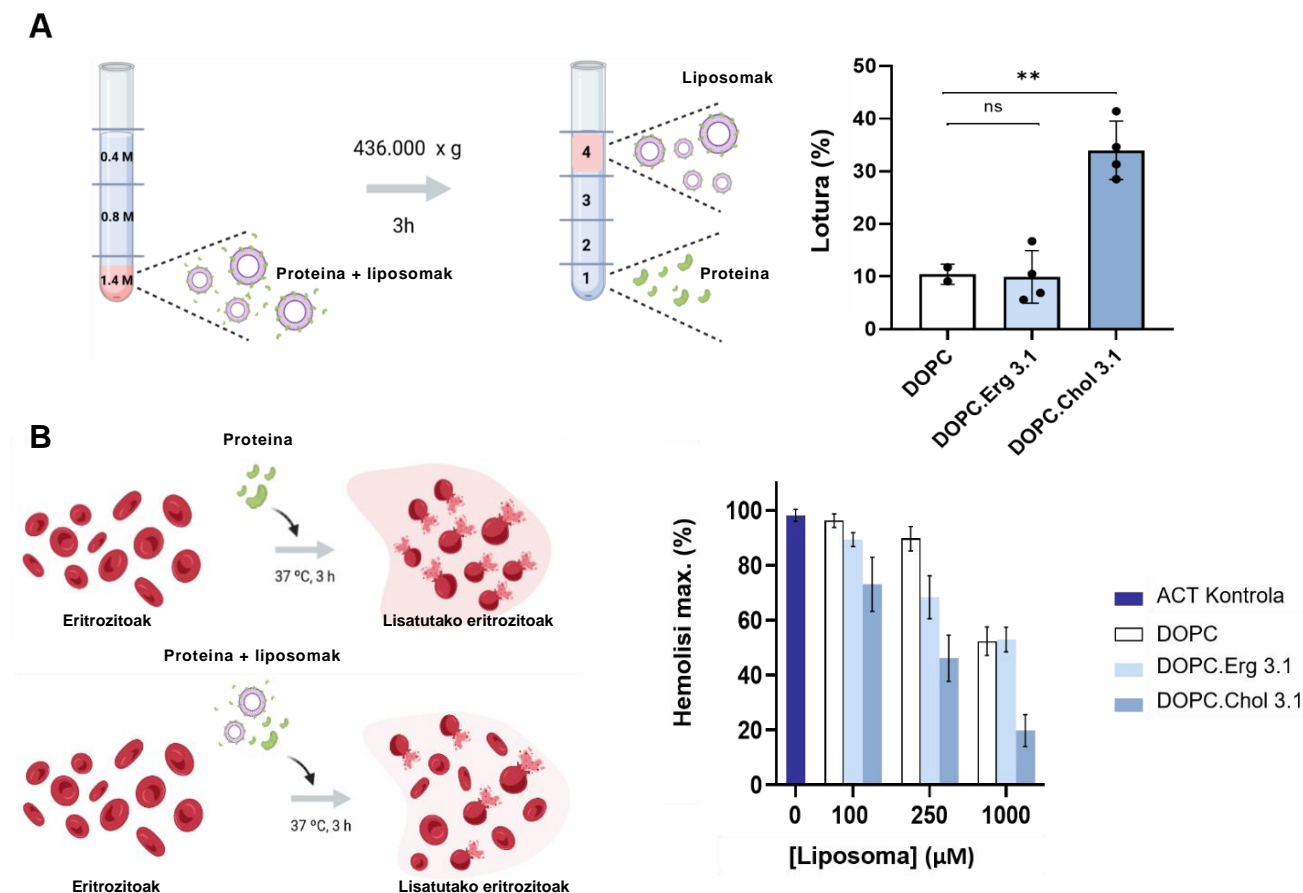 A
0.4 M
0.8 M
1.4 M
Proteina + liposomak
436.000 x g
3h
4
3
2
1
Liposomak
Proteina
Lotura (%)
50
40
30
20
10
0
**
ns
DOPC
DOPC.Erg 3.1
DOPC.Chol 3.1
B
Proteina
37 ºC, 3 h
Eritrozitoak
Lisatutako eritrozitoak
Proteina + liposomak
37 ºC, 3 h
Eritrozitoak
Lisatutako eritrozitoak
Hemolisi max. (%)
100
80
60
40
20
0
0 100 250 1000
[Liposoma] (µM)
ACT Kontrola
DOPC
DOPC.Erg 3.1
DOPC.Chol 3.1